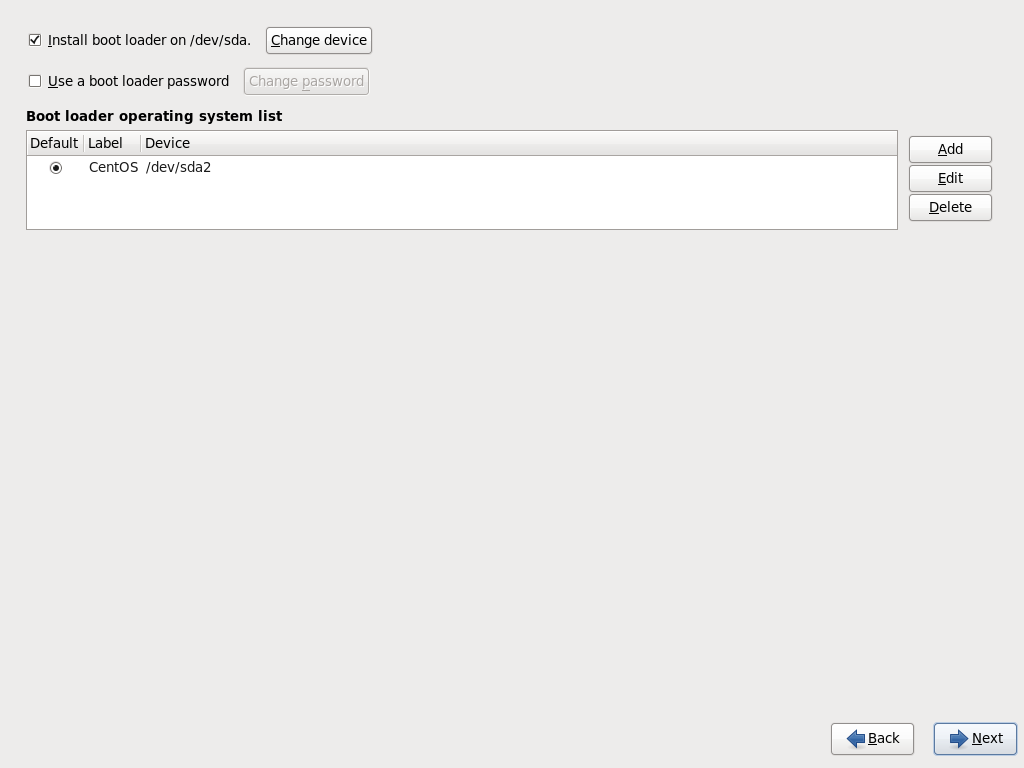 Install boot loader on /dev/sda. Change device
Use a boot loader password Change password
Boot loader operating system list
Default Label Device
CentOS /dev/sda2
Add
Edit
Delete
Back Next